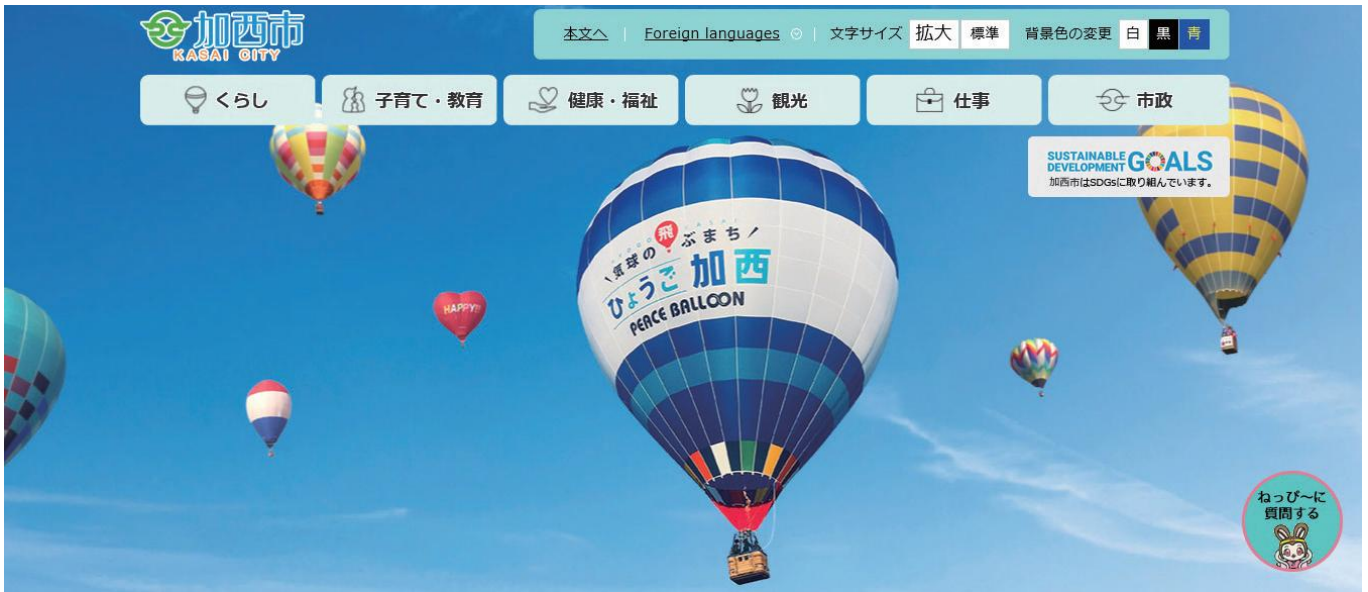 加西市
KASAI CITY
本文へ Foreign languages 文字サイズ 拡大 標準 背景色の変更 白 黒 青
くらし 子育て・教育 健康・福祉 観光 仕事 市政
SUSTAINABLE
DEVELOPMENT GOALS
加西市はSDGsに取り組んでいます。
\気球の飛ぶまち/
ひょうご 加西
PEACE BALLOON
HAPPY!!
ねっぴ~に
質問する